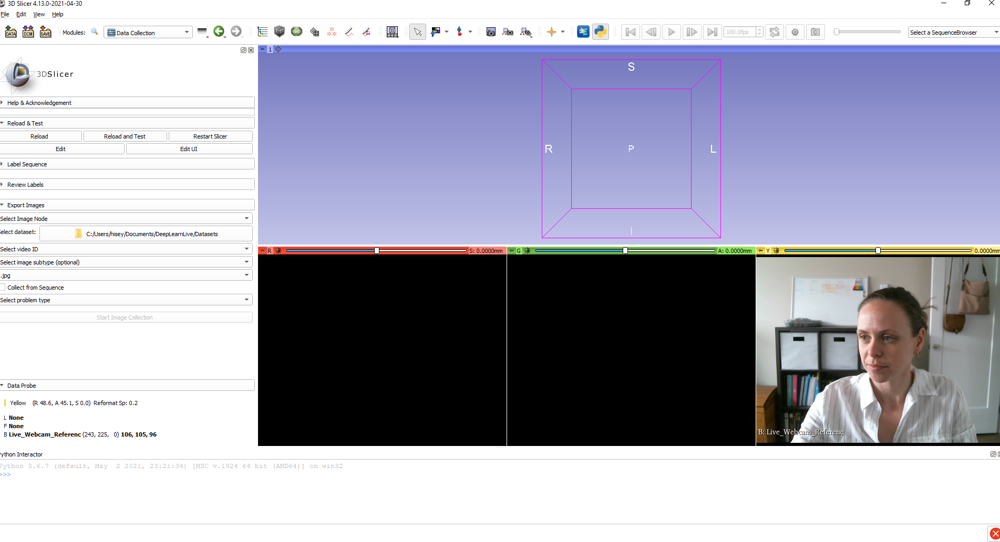 3D Slicer 4.13.0-2021-04-30
File Edit View Help
DATA DCM SAVE Modules: Data Collection 100.0fps Select a SequenceBrowser
1
3DSlicer
Help & Acknowledgement
Reload & Test
Reload Reload and Test Restart Slicer
Edit Edit UI
Label Sequence
Review Labels
Export Images
Select Image Node
Select dataset: C:/Users/hisey/Documents/DeepLearnLive/Datasets
Select video ID
Select image subtype (optional)
.jpg
Collect from Sequence
Select problem type
Start Image Collection
Data Probe
Yellow (R 48.6, A 45.1, S 0.0) Reformat Sp: 0.2
L None
F None
B Live_Webcam_Referenc (243, 225, 0) 106, 105, 96
S
R P L
I
R S: 0.0000mm G A: 0.0000mm Y 0.0000mm
B: Live_Webcam_Referenc
Python Interactor
Python 3.6.7 (default, May 2 2021, 23:21:34) [MSC v.1924 64 bit (AMD64)] on win32
>>>